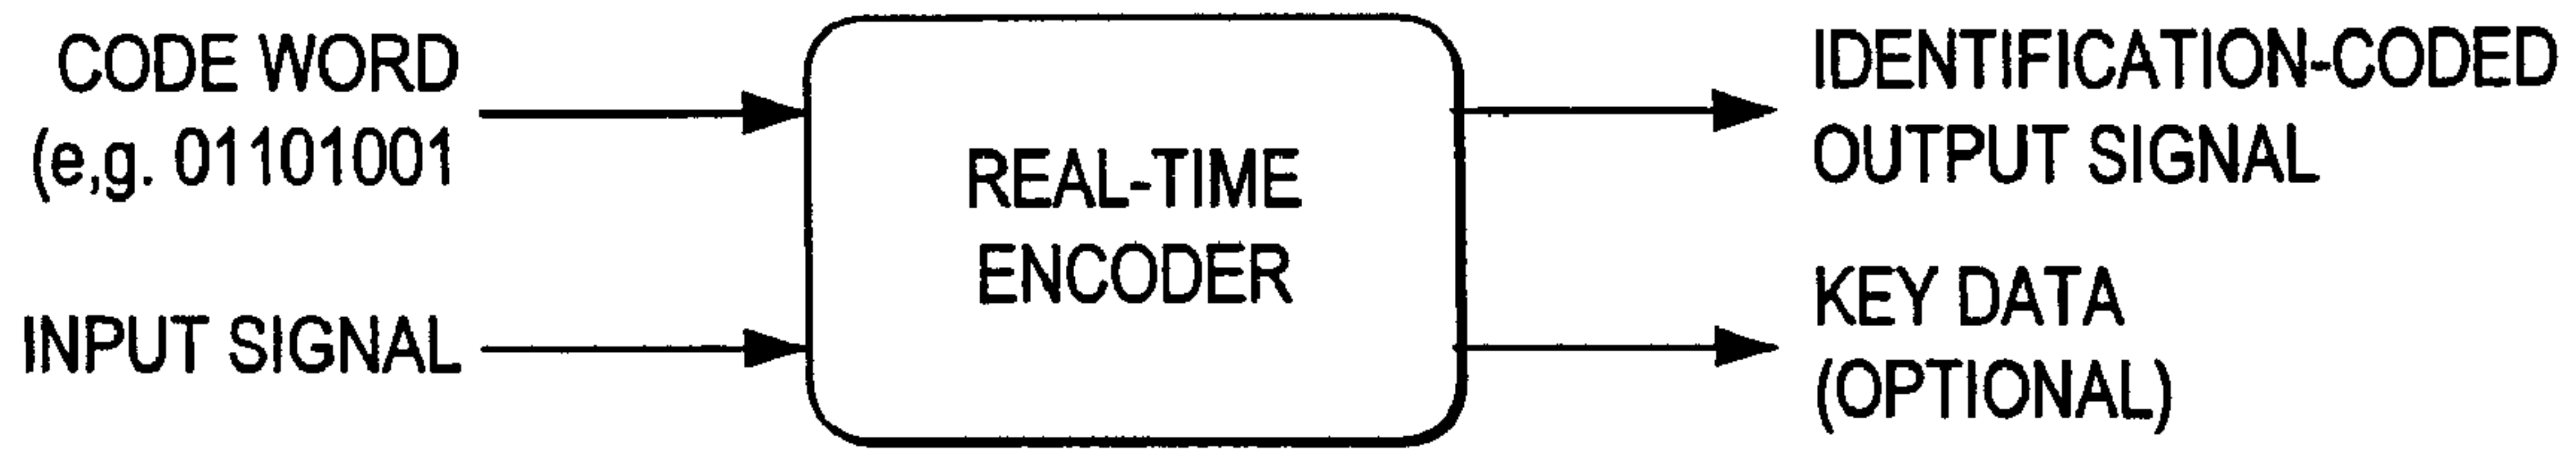 CODE WORD
(e,g. 01101001
INPUT SIGNAL
REAL-TIME
ENCODER
IDENTIFICATION-CODED
OUTPUT SIGNAL
KEY DATA
(OPTIONAL)